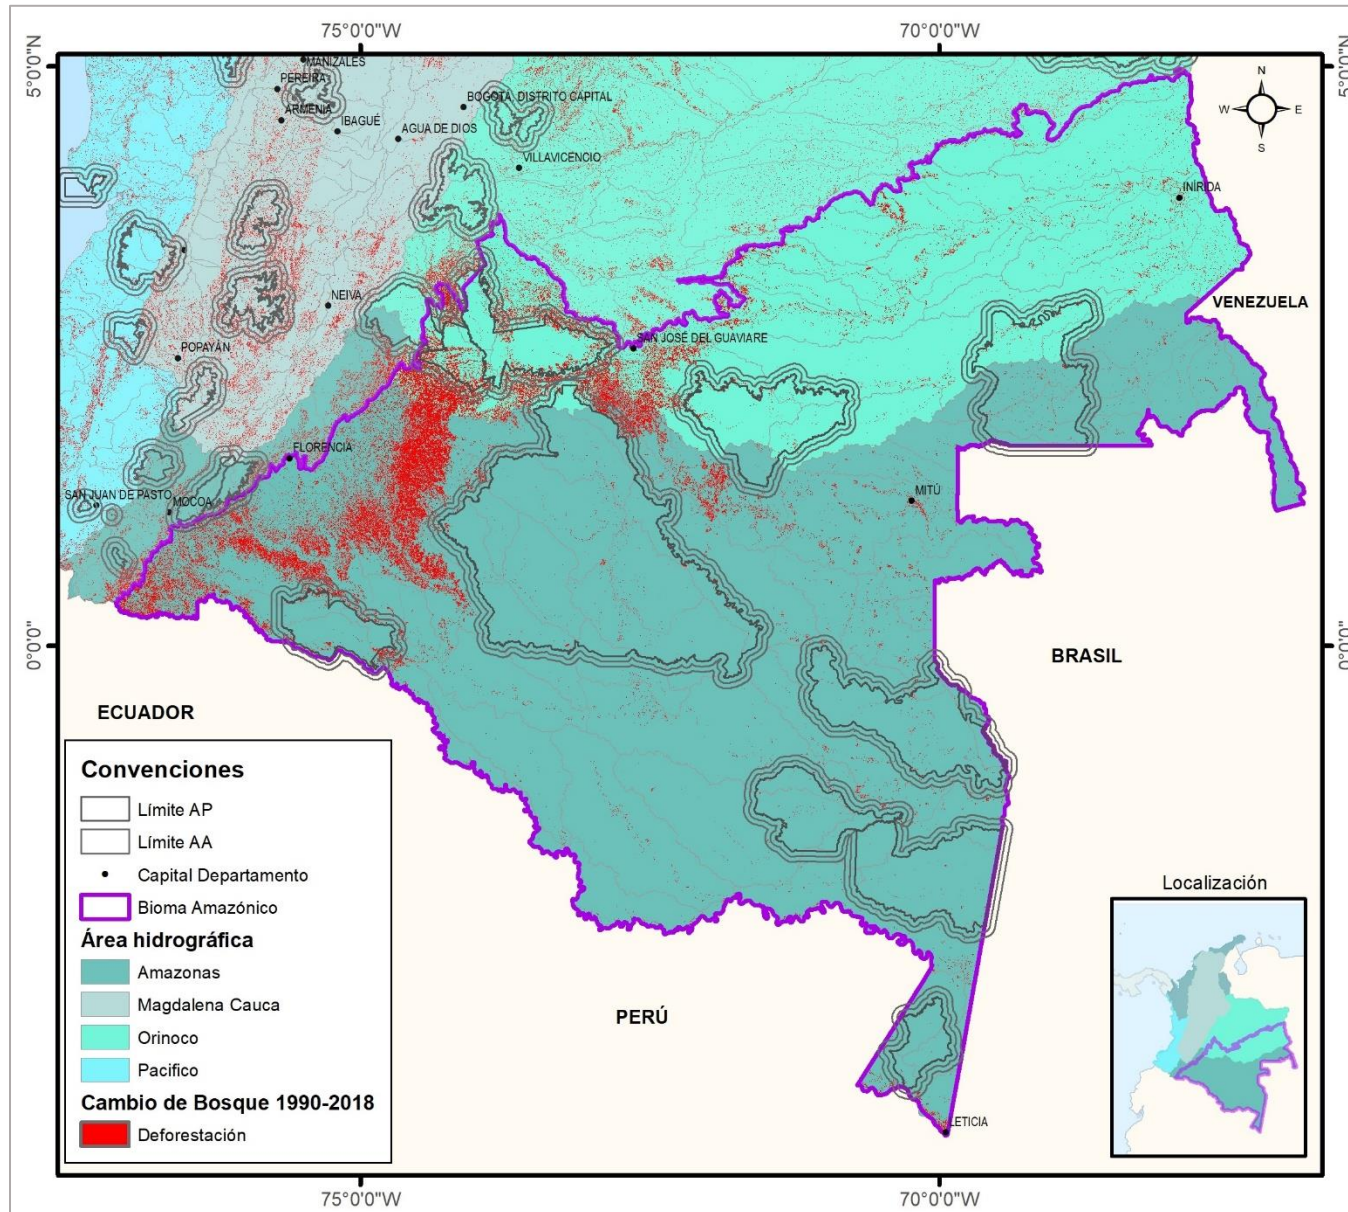 75°0'0"W
70°0'0"W
5°0'0"N
5°0'0"N
MANIZALES
PEREIRA
ARMENIA
IBAGUÉ
BOGOTÁ, DISTRITO CAPITAL
AGUA DE DIOS
VILLAVICENCIO
N
W
E
S
INÍRIDA
NEIVA
VENEZUELA
POPAYÁN
SAN JOSÉ DEL GUAVIARE
FLORENCIA
SAN JUAN DE PASTO
MOCOA
MITÚ
0°0'0"
0°0'0"
BRASIL
ECUADOR
Convenciones
Límite AP
Límite AA
Capital Departamento
Bioma Amazónico
Área hidrográfica
Amazonas
Magdalena Cauca
Orinoco
Pacifico
Cambio de Bosque 1990-2018
Deforestación
PERÚ
LETICIA
Localización
75°0'0"W
70°0'0"W